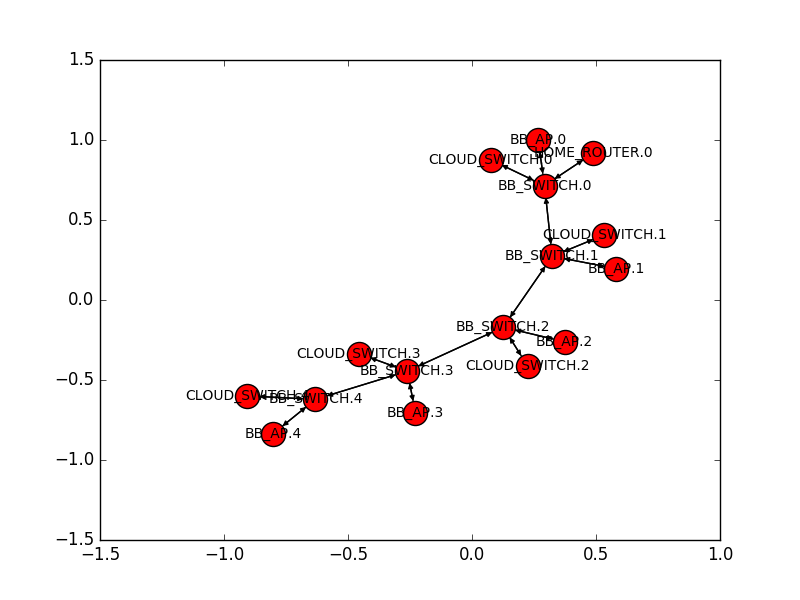 1.5
BB_AP.0
HOME_ROUTER.0
CLOUD_SWITCH.0
1.0
BB_SWITCH.0
0.5
CLOUD_SWITCH.1
BB_SWITCH.1
BB_AP.1
0.0
BB_SWITCH.2
BB_AP.2
CLOUD_SWITCH.3
CLOUD_SWITCH.2
BB_SWITCH.3
−0.5
CLOUD_SWITCH.4
BB_SWITCH.4
BB_AP.3
BB_AP.4
−1.0
−1.5
−1.5 −1.0 −0.5 0.0 0.5 1.0